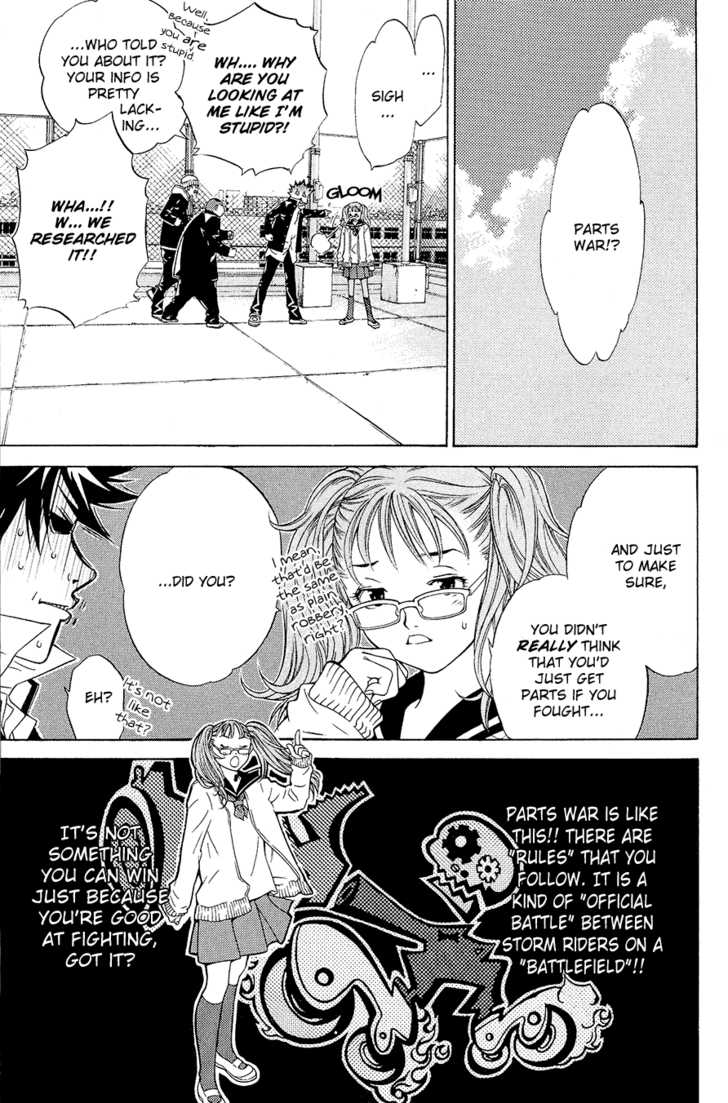 PARTS
WAR!?
...
SIGH
...
WH.... WHY
ARE YOU
LOOKING AT
ME LIKE I'M
STUPID?!
Well,
because
you are
stupid.
...WHO TOLD
YOU ABOUT IT?
YOUR INFO IS
PRETTY
LACK-
ING...
GLOOM
WHA...!!
W... WE
RESEARCHED
IT!!
AND JUST
TO MAKE
SURE,
YOU DIDN'T
REALLY THINK
THAT YOU'D
JUST GET
PARTS IF YOU
FOUGHT...
I mean,
that'd be
the same
as plain
robbery,
right?
...DID YOU?
It's not
like
that?
EH?
PARTS WAR IS LIKE
THIS!! THERE ARE
"RULES" THAT YOU
FOLLOW. IT IS A
KIND OF "OFFICIAL
BATTLE" BETWEEN
STORM RIDERS ON A
"BATTLEFIELD"!!
IT'S NOT
SOMETHING
YOU CAN WIN
JUST BECAUSE
YOU'RE GOOD
AT FIGHTING,
GOT IT?